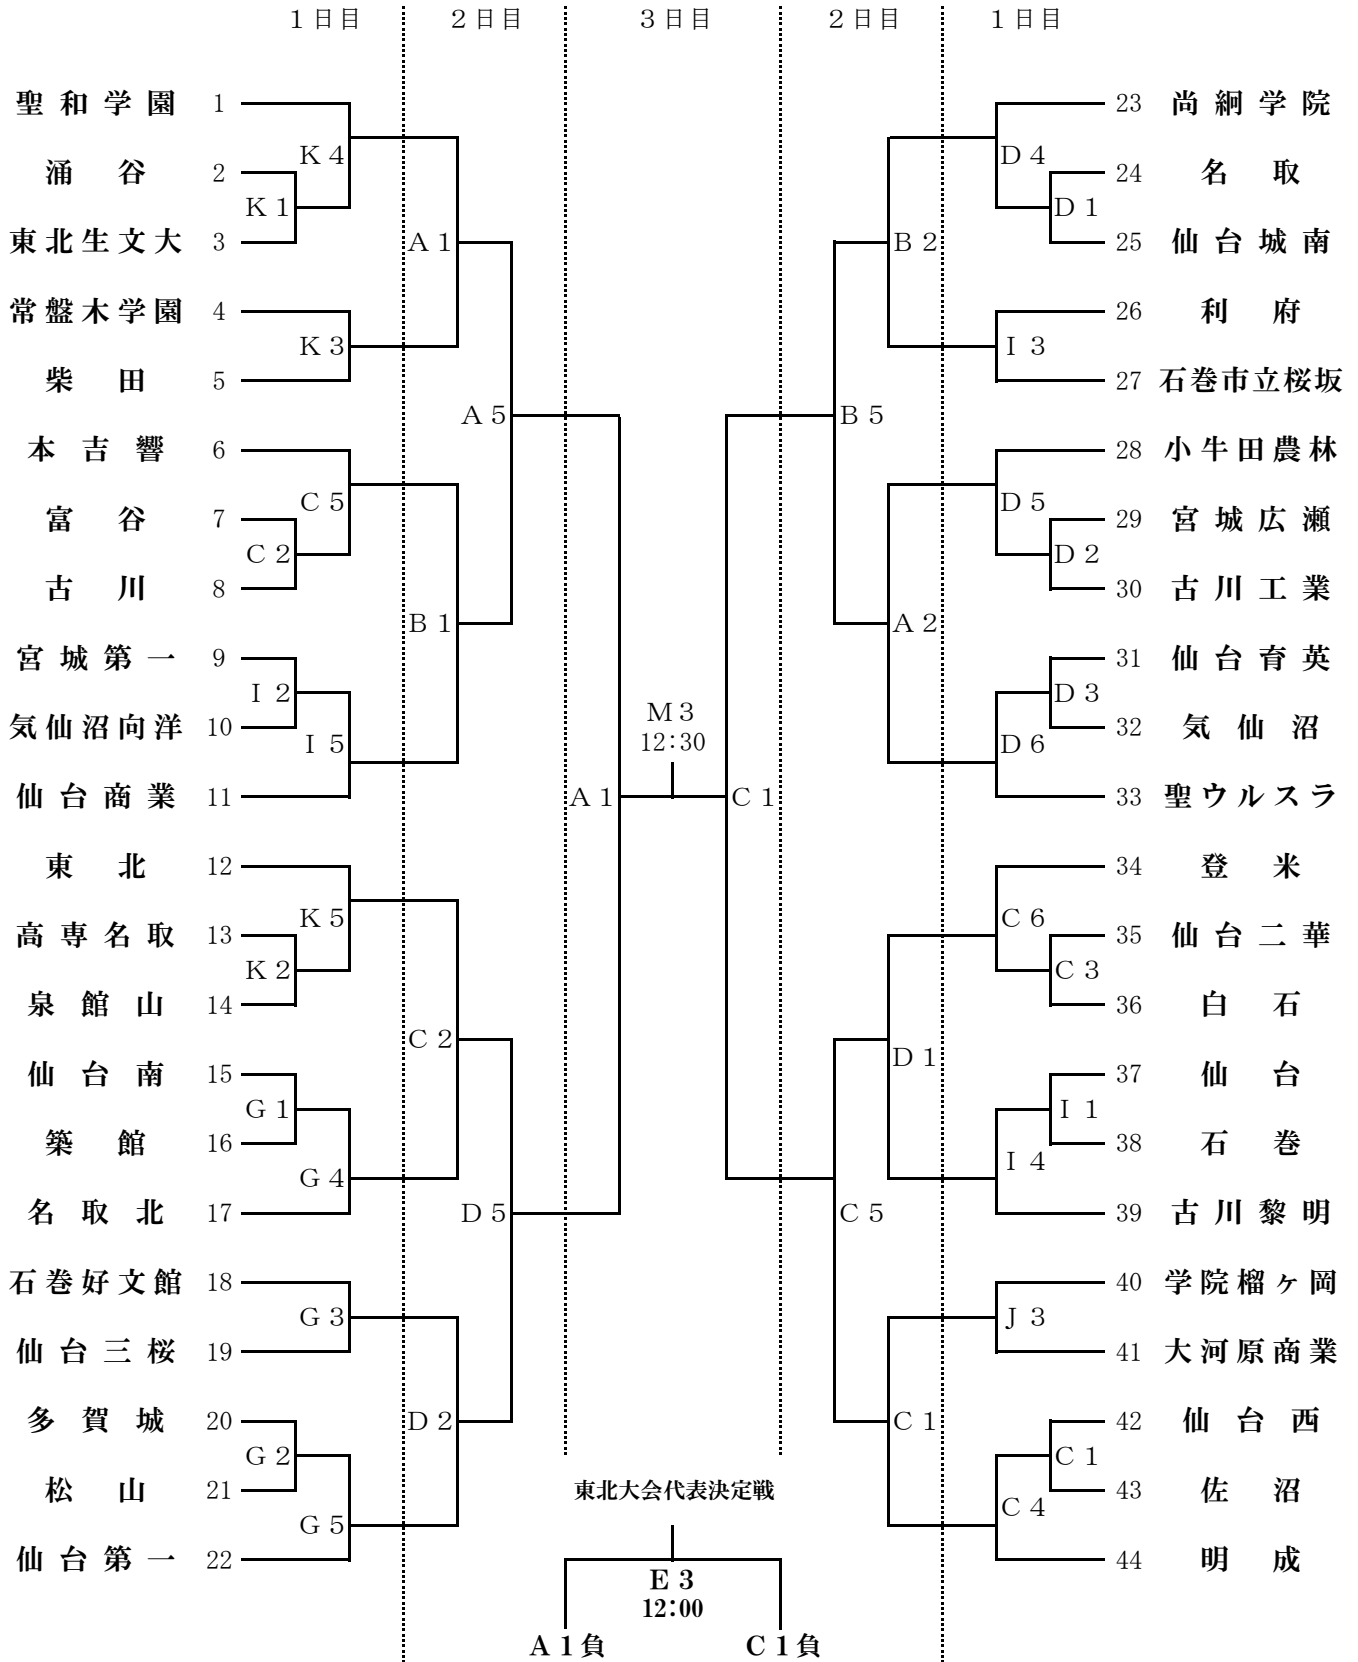 １日目 ２日目 ３日目 ２日目 １日目
聖和学園 1 23 尚絅学院
K4 D4
涌谷 2 24 名取
K1 D1
東北生文大 3 A1 B2 25 仙台城南
常盤木学園 4 26 利府
K3 I3
柴田 5 27 石巻市立桜坂
A5 B5
本吉響 6 28 小牛田農林
C5 D5
富谷 7 29 宮城広瀬
C2 D2
古川 8 30 古川工業
B1 A2
宮城第一 9 31 仙台育英
I2 D3
気仙沼向洋 10 M3 32 気仙沼
I5 12:30 D6
仙台商業 11 A1 C1 33 聖ウルスラ
東北 12 34 登米
K5 C6
高専名取 13 35 仙台二華
K2 C3
泉館山 14 36 白石
C2 D1
仙台南 15 37 仙台
G1 I1
築館 16 38 石巻
G4 I4
名取北 17 D5 C5 39 古川黎明
石巻好文館 18 40 学院榴ヶ岡
G3 J3
仙台三桜 19 41 大河原商業
多賀城 20 D2 C1 42 仙台西
G2 C1
松山 21 東北大会代表決定戦 43 佐沼
G5 C4
仙台第一 22 44 明成
E3
12:00
A1負 C1負